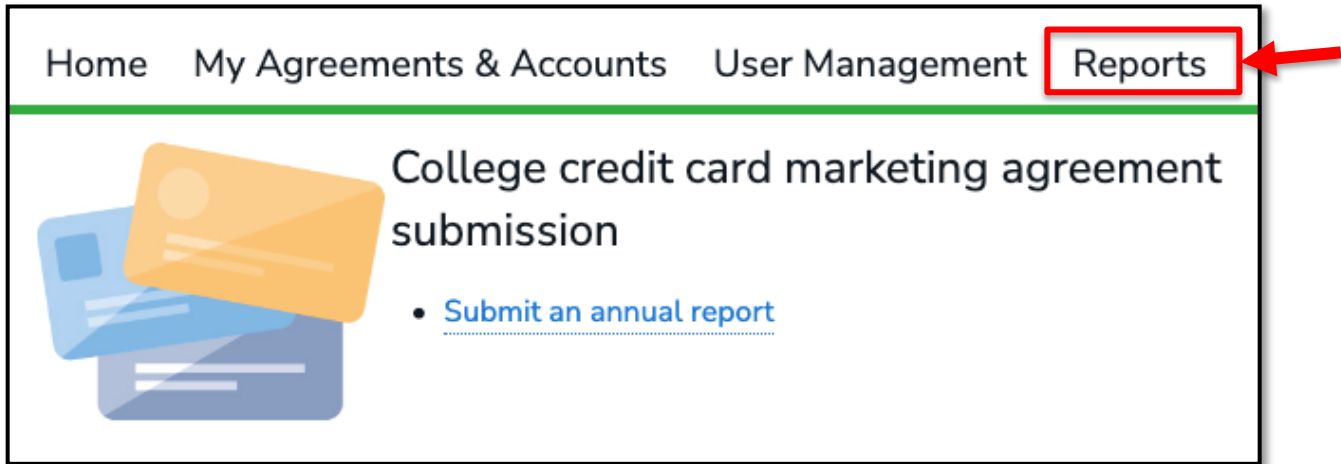 Home My Agreements & Accounts User Management Reports
College credit card marketing agreement
submission
• Submit an annual report